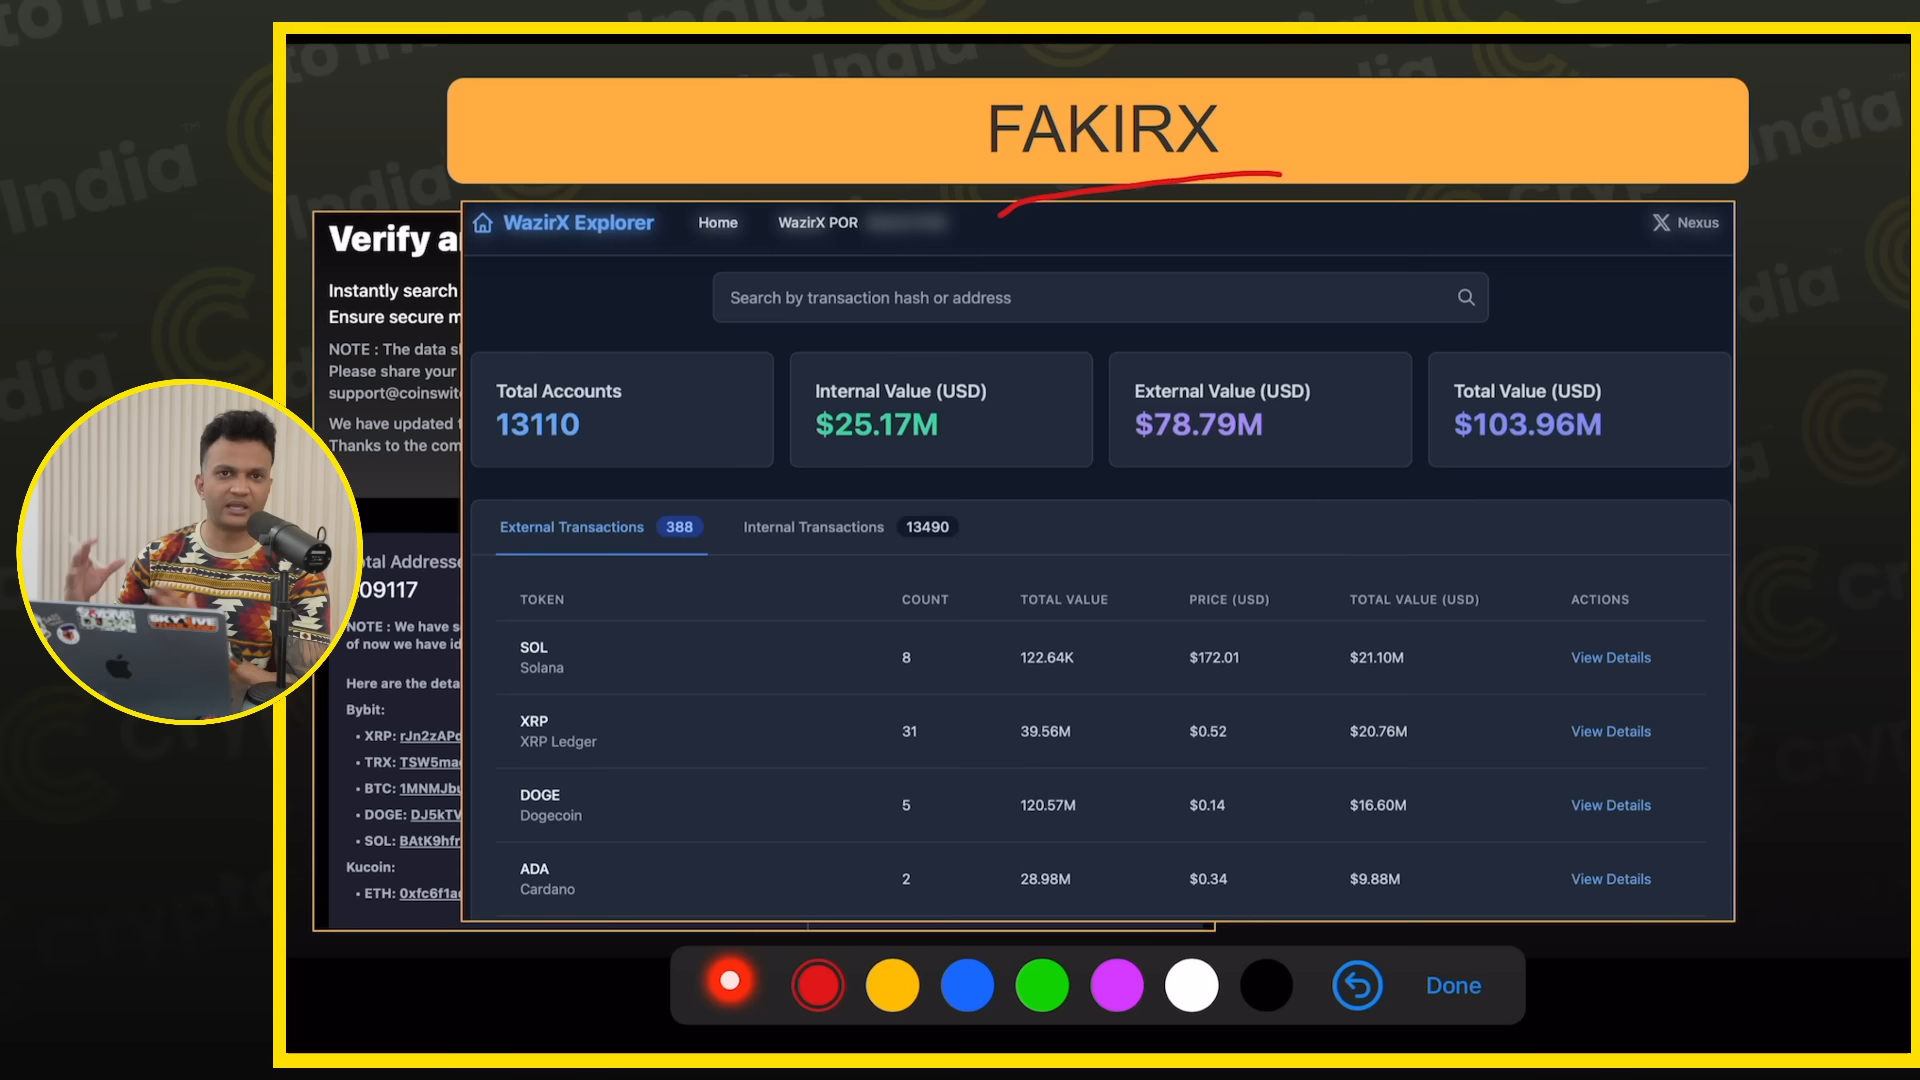 FAKIRX
Verify a
Instantly search
Ensure secure m
NOTE : The data s
Please share your
support@coinswit
We have updated
Thanks to the com
tal Addresse
09117
NOTE : We have s
of now we have id
Here are the deta
Bybit:
• XRP: rJn2zAPd
• TRX: TSW5ma
• BTC: 1MNMJbu
• DOGE: DJ5kTV
• SOL: BAtK9hfr
Kucoin:
• ETH: 0xfc6f1a
WazirX Explorer Home WazirX POR X Nexus
Search by transaction hash or address
Total Accounts Internal Value (USD) External Value (USD) Total Value (USD)
13110 $25.17M $78.79M $103.96M
External Transactions 388 Internal Transactions 13490
TOKEN COUNT TOTAL VALUE PRICE (USD) TOTAL VALUE (USD) ACTIONS
SOL
Solana 8 122.64K $172.01 $21.10M View Details
XRP
XRP Ledger 31 39.56M $0.52 $20.76M View Details
DOGE
Dogecoin 5 120.57M $0.14 $16.60M View Details
ADA
Cardano 2 28.98M $0.34 $9.88M View Details
Done